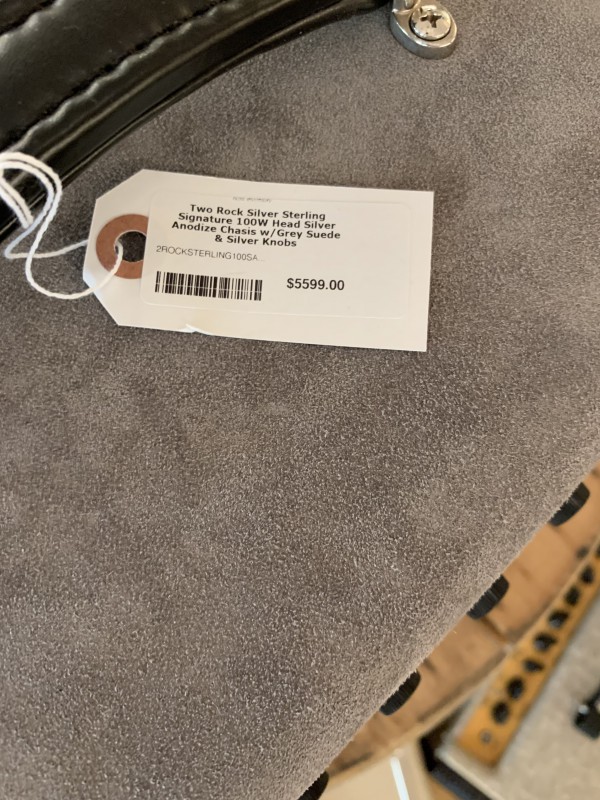 Two Rock Silver Sterling
Signature 100W Head Silver
Anodize Chasis w/Grey Suede
& Silver Knobs
2ROCKSTERLING100SA...
$5599.00